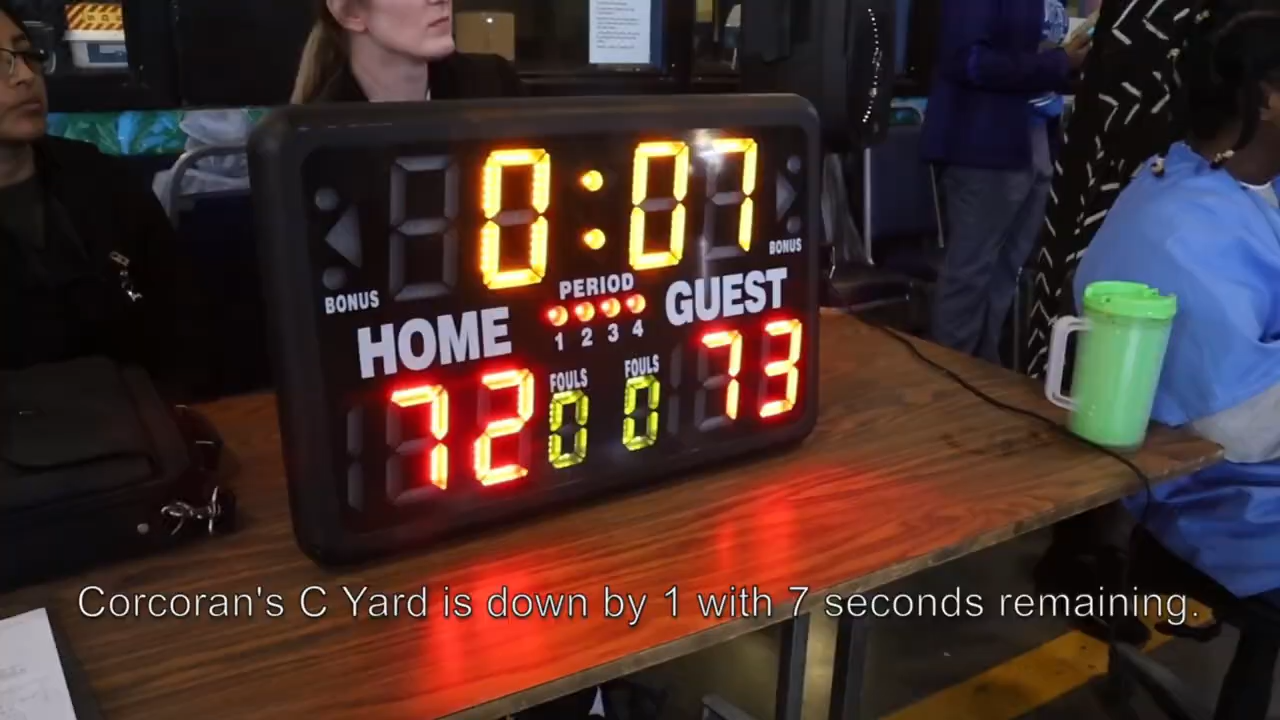 0:07
BONUS
BONUS
PERIOD
1 2 3 4
HOME
GUEST
FOULS
FOULS
72
0
0
73
Corcoran's C Yard is down by 1 with 7 seconds remaining.